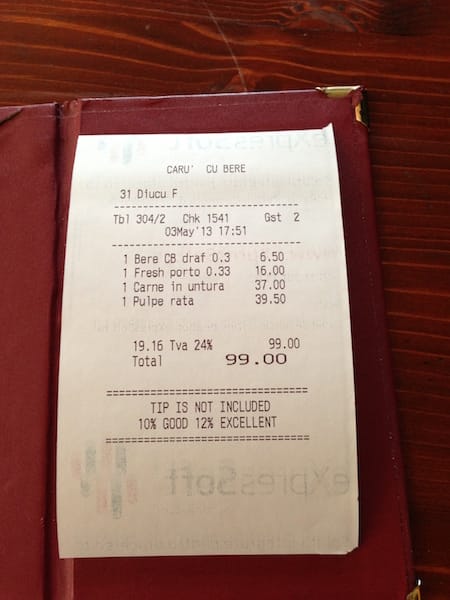 CARU' CU BERE
31 Diucu F
Tbl 304/2 Chk 1541 Gst 2
03May'13 17:51
1 Bere CB draf 0.3 6.50
1 Fresh porto 0.33 16.00
1 Carne in untura 37.00
1 Pulpe rata 39.50
19.16 Tva 24% 99.00
Total 99.00
TIP IS NOT INCLUDED
10% GOOD 12% EXCELLENT
eXpresSoft